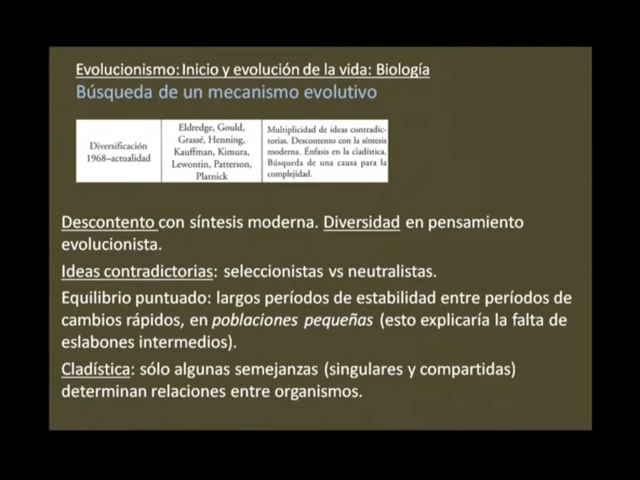 Evolucionismo: Inicio y evolución de la vida: Biología
Búsqueda de un mecanismo evolutivo
Diversificación
1968–actualidad
Eldredge, Gould,
Grassé, Henning,
Kauffman, Kimura,
Lewontin, Patterson,
Platnick
Multiplicidad de ideas contradic-
torias. Descontento con la síntesis
moderna. Énfasis en la cladística.
Búsqueda de una causa para la
complejidad.
Descontento con síntesis moderna. Diversidad en pensamiento
evolucionista.
Ideas contradictorias: seleccionistas vs neutralistas.
Equilibrio puntuado: largos períodos de estabilidad entre períodos de
cambios rápidos, en poblaciones pequeñas (esto explicaría la falta de
eslabones intermedios).
Cladística: sólo algunas semejanzas (singulares y compartidas)
determinan relaciones entre organismos.